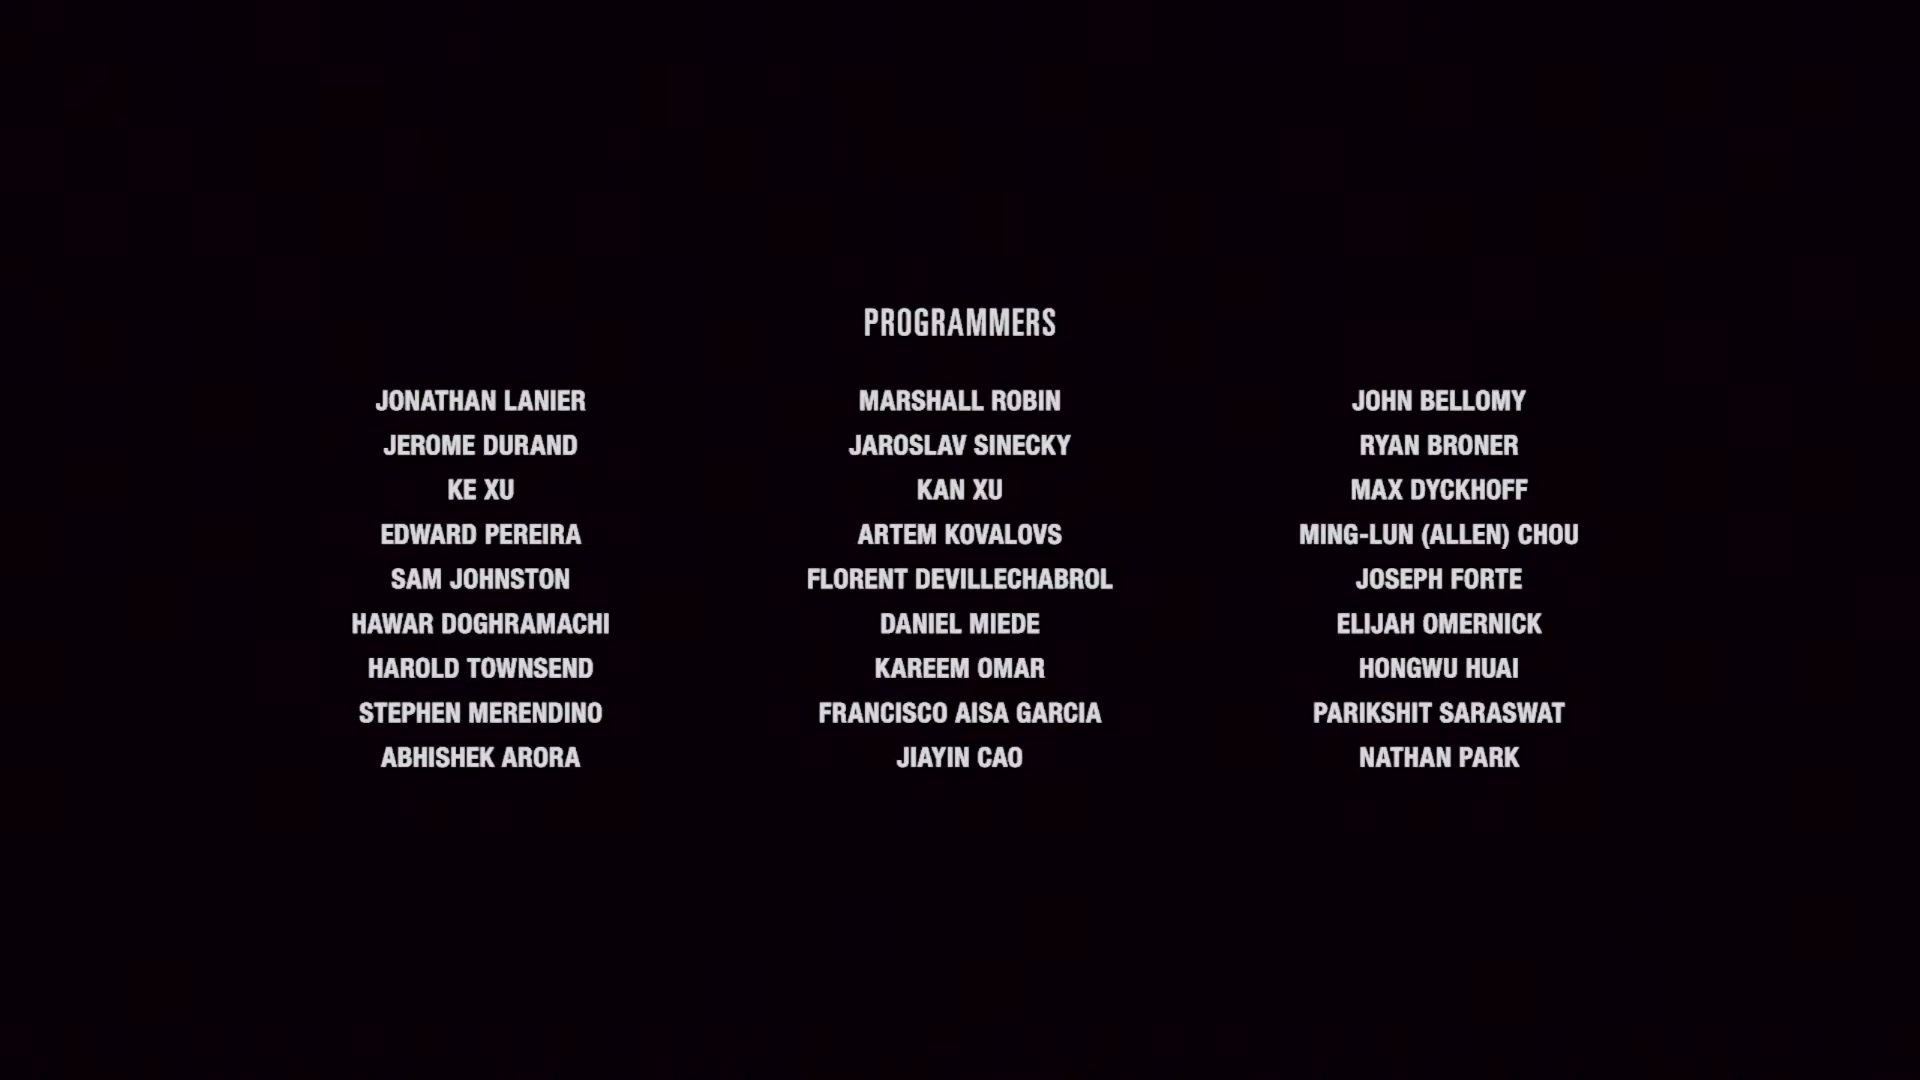 PROGRAMMERS
JONATHAN LANIER MARSHALL ROBIN JOHN BELLOMY
JEROME DURAND JAROSLAV SINECKY RYAN BRONER
KE XU KAN XU MAX DYCKHOFF
EDWARD PEREIRA ARTEM KOVALOVS MING-LUN (ALLEN) CHOU
SAM JOHNSTON FLORENT DEVILLECHABROL JOSEPH FORTE
HAWAR DOGHRAMACHI DANIEL MIEDE ELIJAH OMERNICK
HAROLD TOWNSEND KAREEM OMAR HONGWU HUAI
STEPHEN MERENDINO FRANCISCO AISA GARCIA PARIKSHIT SARASWAT
ABHISHEK ARORA JIAYIN CAO NATHAN PARK